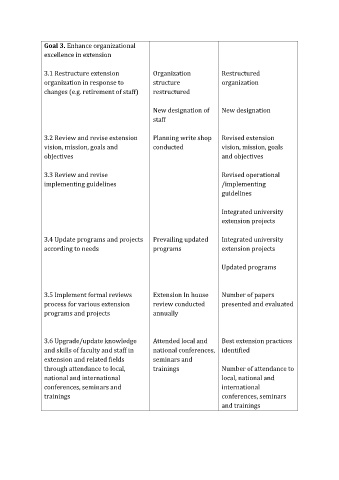 Goal 3. Enhance organizational
excellence in extension
3.1 Restructure extension
organization in response to
changes (e.g. retirement of staff)
Organization
structure
restructured
New designation of
staff
Restructured
organization
New designation
3.2 Review and revise extension
vision, mission, goals and
objectives
Planning write shop
conducted
Revised extension
vision, mission, goals
and objectives
3.3 Review and revise
implementing guidelines
Revised operational
/implementing
guidelines
Integrated university
extension projects
3.4 Update programs and projects
according to needs
Prevailing updated
programs
Integrated university
extension projects
Updated programs
3.5 Implement formal reviews
process for various extension
programs and projects
Extension In house
review conducted
annually
Number of papers
presented and evaluated
3.6 Upgrade/update knowledge
and skills of faculty and staff in
extension and related fields
through attendance to local,
national and international
conferences, seminars and
trainings
Attended local and
national conferences,
seminars and
trainings
Best extension practices
identified
Number of attendance to
local, national and
international
conferences, seminars
and trainings